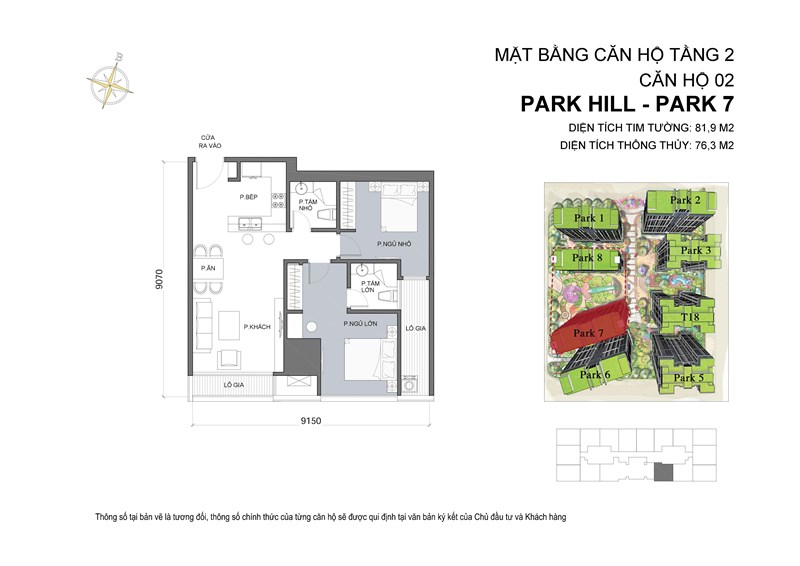 MẶT BẰNG CĂN HỘ TẦNG 2
CĂN HỘ 02
PARK HILL - PARK 7
DIỆN TÍCH TIM TƯỜNG: 81,9 M2
DIỆN TÍCH THÔNG THỦY: 76,3 M2
CỬA
RA VÀO
P.BẾP
P.TẮM
NHỎ
P.NGỦ NHỎ
P.ĂN
P.TẮM
LỚN
P.KHÁCH
P.NGỦ LỚN
LÔ GIA
LÔ GIA
9070
9150
Park 1
Park 2
Park 3
Park 8
T18
Park 7
Park 6
Park 5
Thông số tại bản vẽ là tương đối, thông số chính thức của từng căn hộ sẽ được qui định tại văn bản ký kết của Chủ đầu tư và Khách hàng